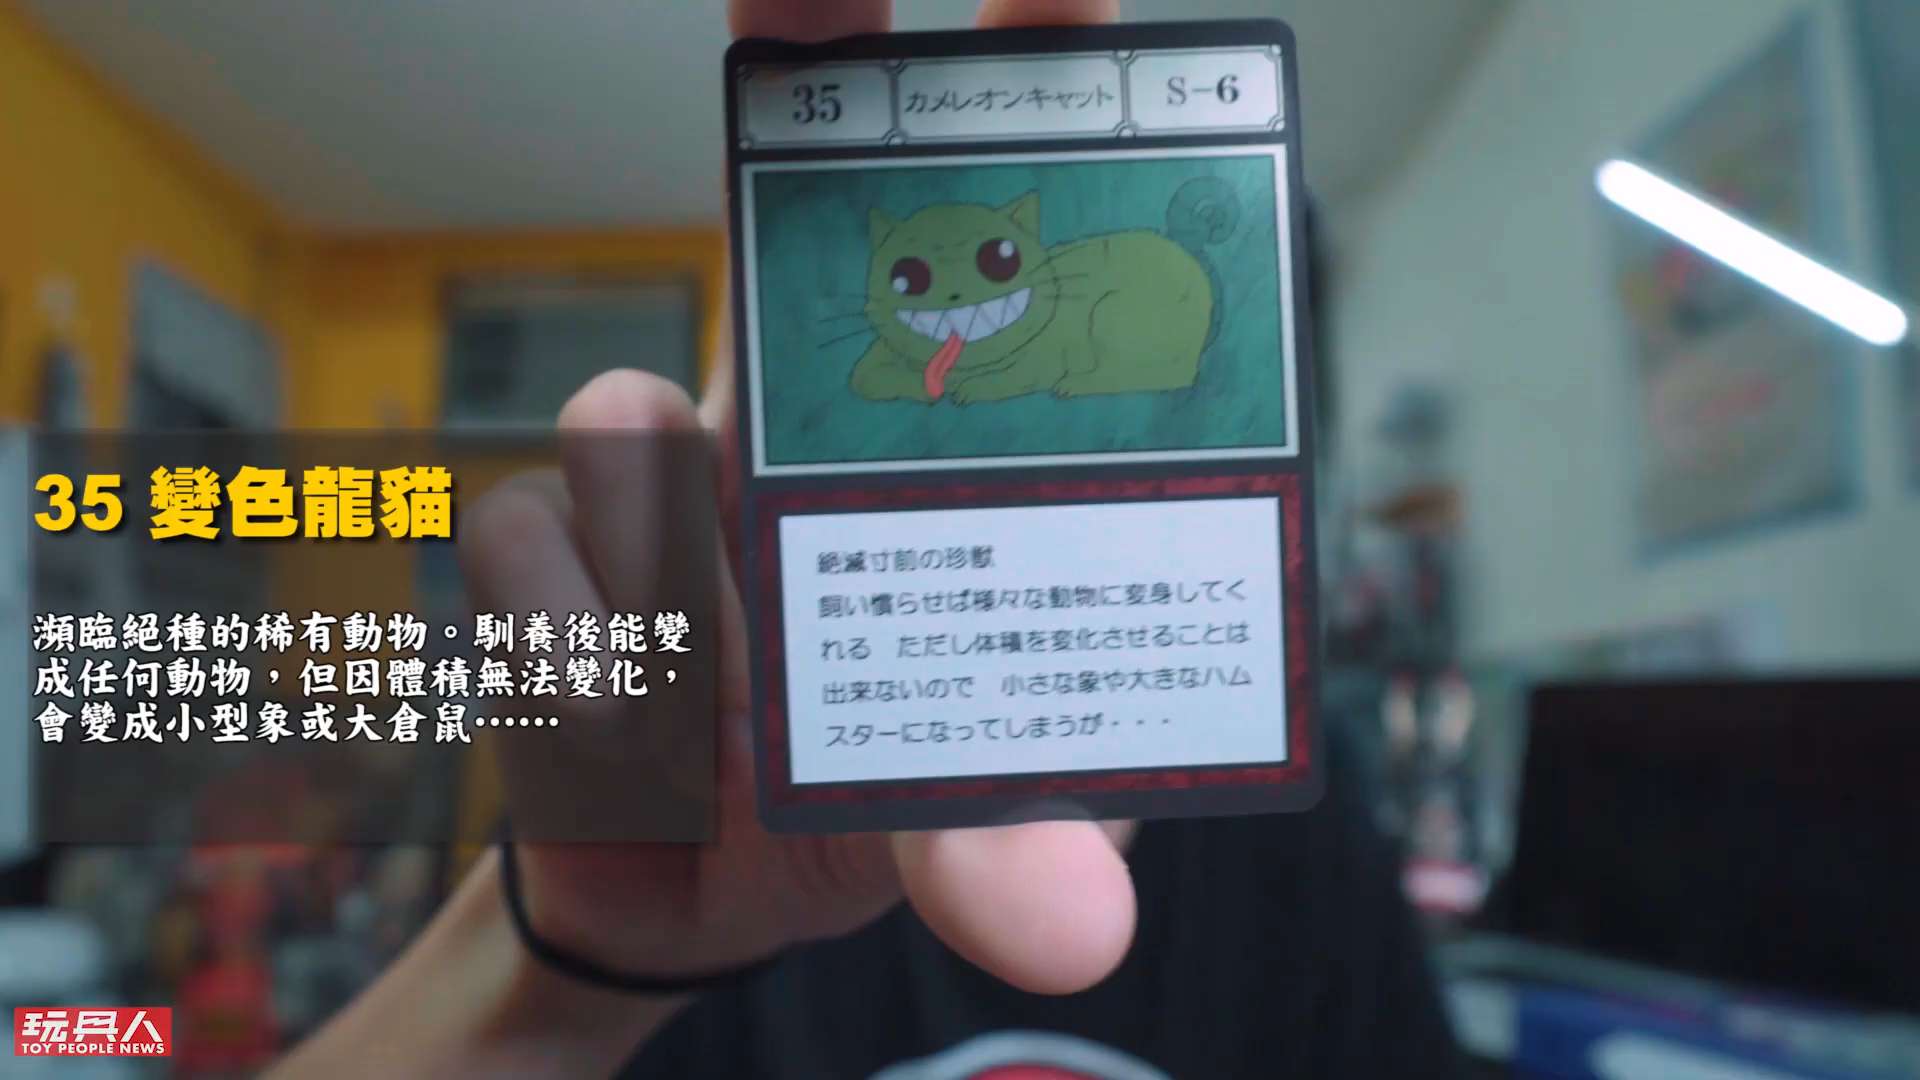 35
カメレオンキャット
S-6
絶滅寸前の珍獣
飼い慣らせば様々な動物に変身してく
れる ただし体積を変化させることは
出来ないので 小さな象や大きなハム
スターになってしまうが・・・
35 變色龍貓
瀕臨絕種的稀有動物。馴養後能變
成任何動物，但因體積無法變化，
會變成小型象或大倉鼠⋯⋯
玩具人
TOY PEOPLE NEWS